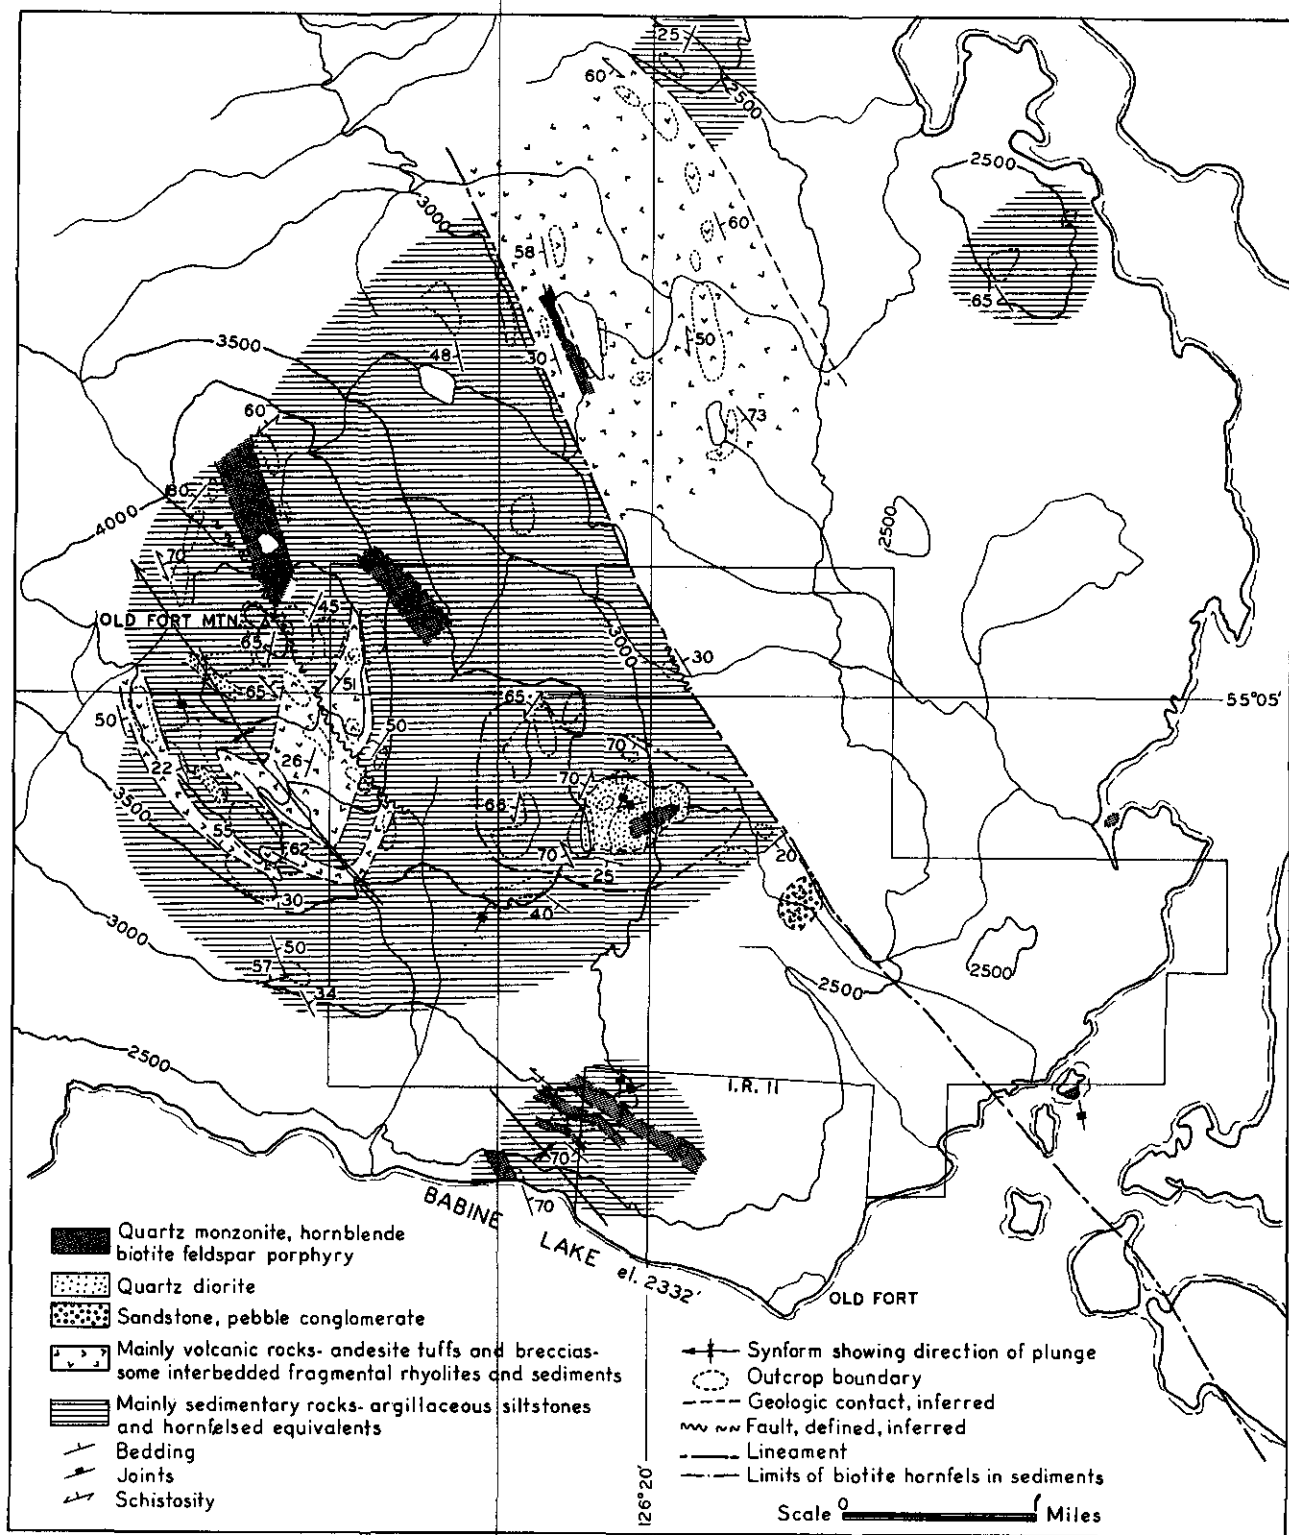 25
60
2500
2500
3000
60
58
65
3500
50
48
30
60
73
80
4000
2500
70
45
OLD FORT MTN.
65
3000
30
65
51
65
55°05'
50
50
70
26
22
70
68
3500
55
62
70
20
25
30
40
3000
50
57
34
2500
2500
2500
I.R. 11
70
70
BABINE
LAKE el. 2332'
OLD FORT
Quartz monzonite, hornblende
biotite feldspar porphyry
Quartz diorite
Sandstone, pebble conglomerate
Mainly volcanic rocks- andesite tuffs and breccias-
some interbedded fragmental rhyolites and sediments
Mainly sedimentary rocks- argillaceous siltstones
and hornfelsed equivalents
Bedding
Joints
Schistosity
126°20'
Synform showing direction of plunge
Outcrop boundary
Geologic contact, inferred
Fault, defined, inferred
Lineament
Limits of biotite hornfels in sediments
Scale 0 1 Miles